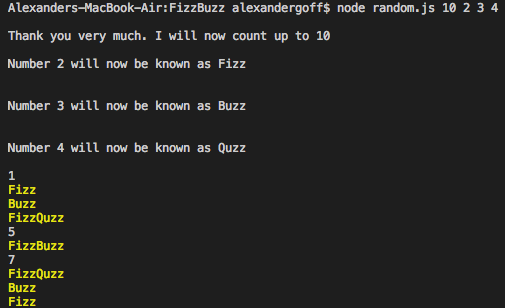 Alexanders-MacBook-Air:FizzBuzz alexandergoff$ node random.js 10 2 3 4
Thank you very much. I will now count up to 10
Number 2 will now be known as Fizz
Number 3 will now be known as Buzz
Number 4 will now be known as Quzz
1
Fizz
Buzz
FizzQuzz
5
FizzBuzz
7
FizzQuzz
Buzz
Fizz